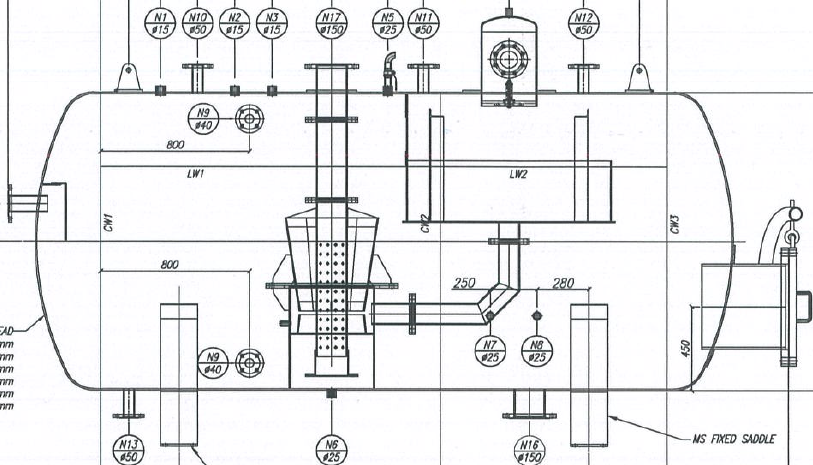 N1
ø15
N10
ø50
N2
ø15
N3
ø15
N17
ø150
N5
ø25
N11
ø50
N12
ø50
N9
ø40
800
LW1
LW2
CW1
CW2
CW3
800
250
280
N7
ø25
N8
ø25
450
N9
ø40
EAD
mm
mm
mm
mm
mm
mm
N13
ø50
N6
ø25
N16
ø150
MS FIXED SADDLE